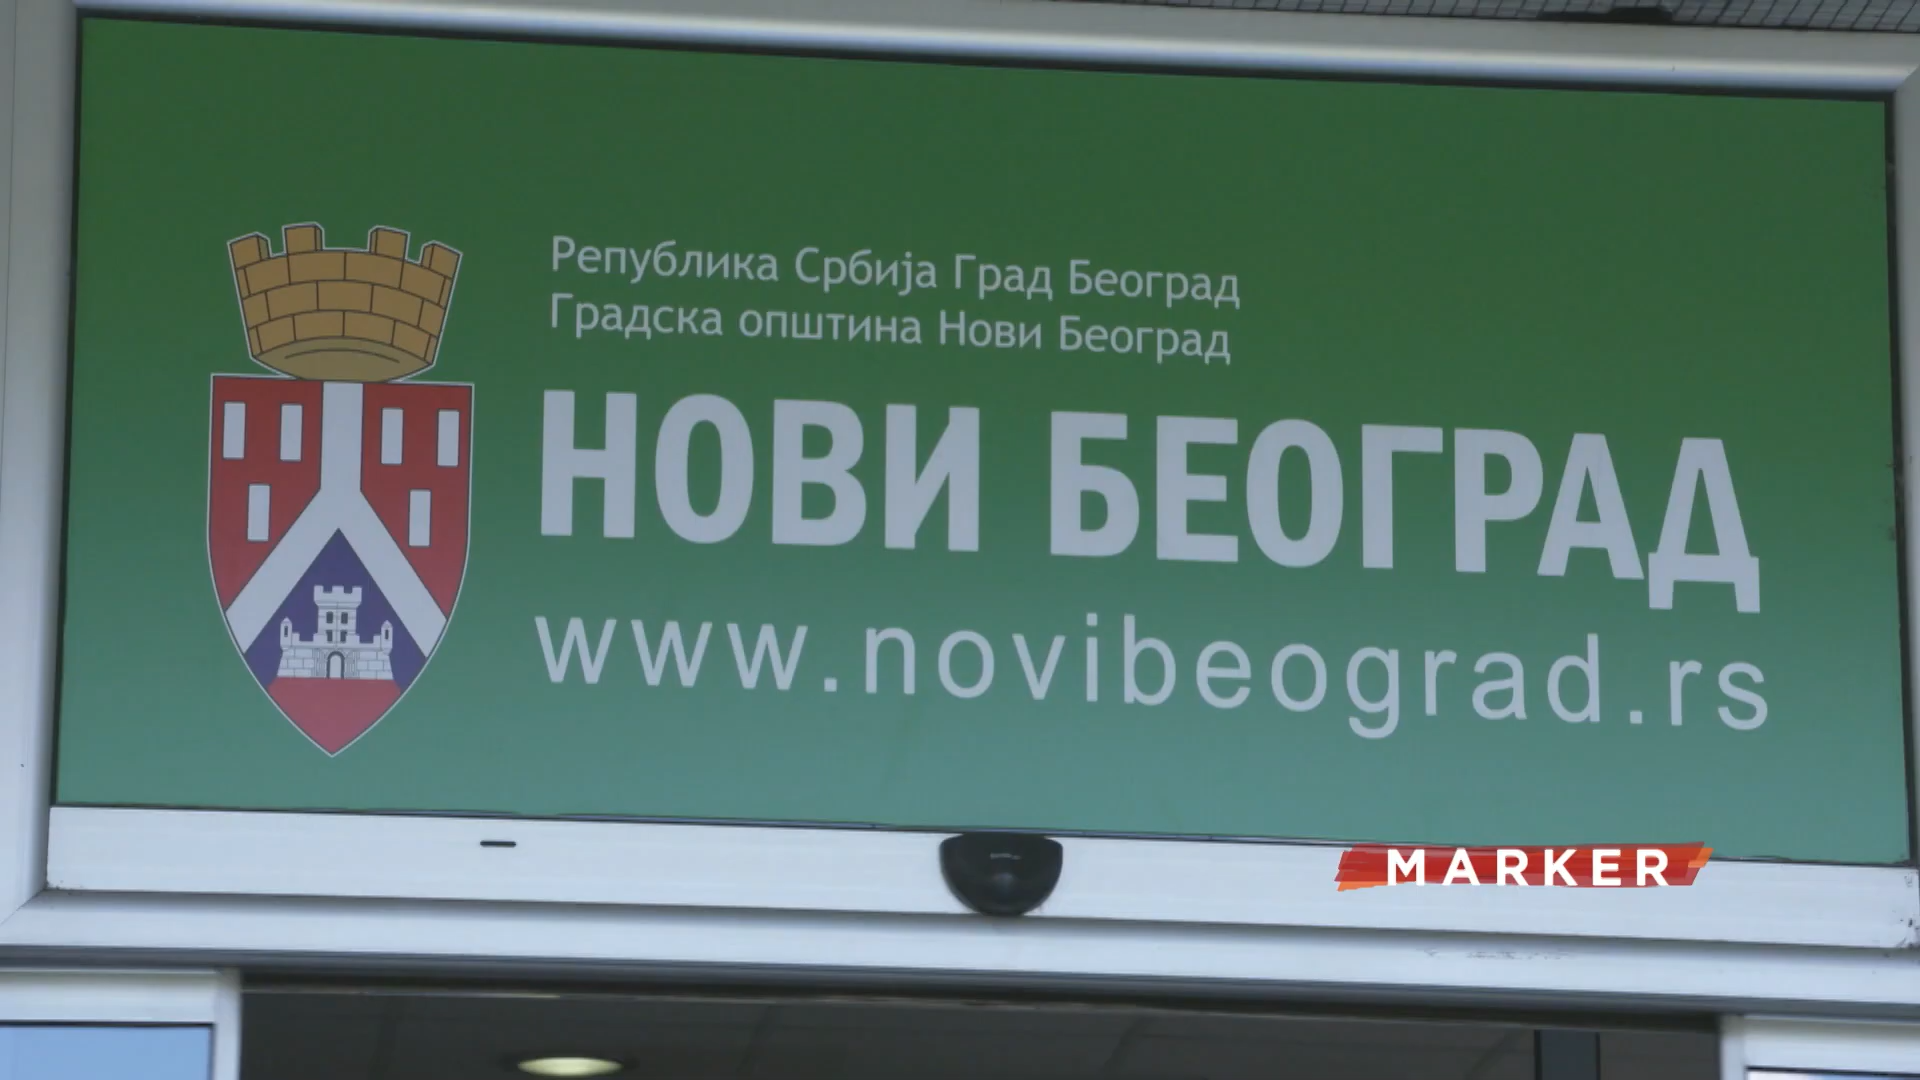 Република Србија Град Београд
Градска општина Нови Београд
НОВИ БЕОГРАД
www.novibeograd.rs
MARKER